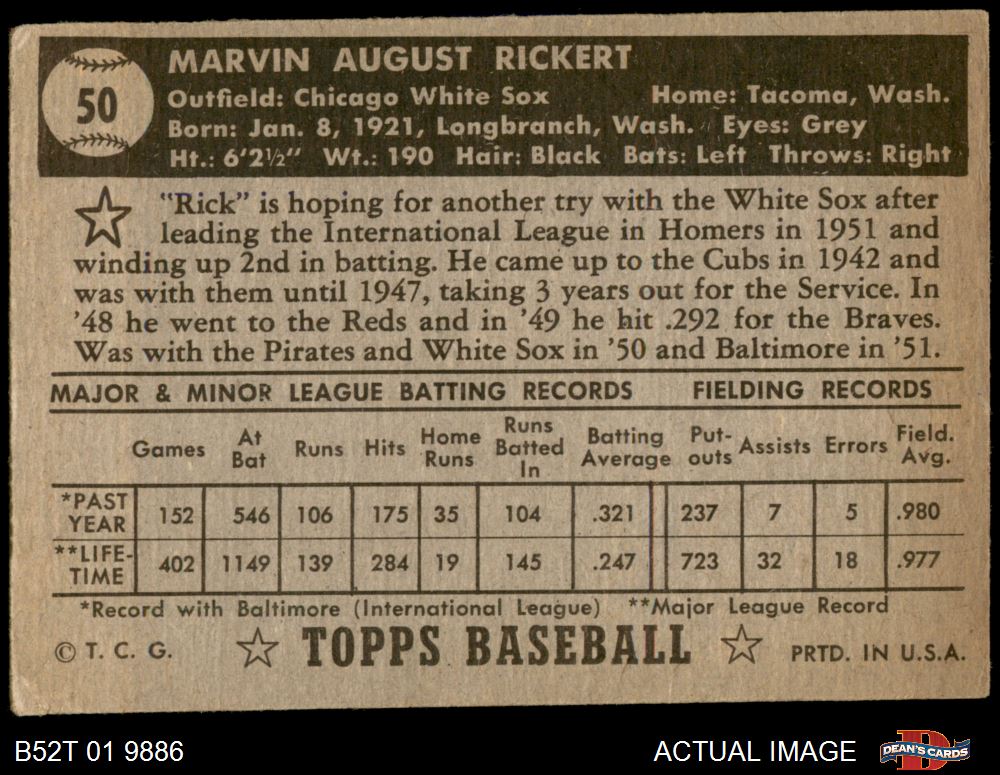 50
MARVIN AUGUST RICKERT
Outfield: Chicago White Sox Home: Tacoma, Wash.
Born: Jan. 8, 1921, Longbranch, Wash. Eyes: Grey
Ht.: 6'2½" Wt.: 190 Hair: Black Bats: Left Throws: Right
"Rick" is hoping for another try with the White Sox after
leading the International League in Homers in 1951 and
winding up 2nd in batting. He came up to the Cubs in 1942 and
was with them until 1947, taking 3 years out for the Service. In
'48 he went to the Reds and in '49 he hit .292 for the Braves.
Was with the Pirates and White Sox in '50 and Baltimore in '51.
MAJOR & MINOR LEAGUE BATTING RECORDS FIELDING RECORDS
Games At Bat Runs Hits Home Runs Runs Batted In Batting Average Put-outs Assists Errors Field. Avg.
*PAST YEAR 152 546 106 175 35 104 .321 237 7 5 .980
**LIFE-TIME 402 1149 139 284 19 145 .247 723 32 18 .977
*Record with Baltimore (International League) **Major League Record
© T. C. G. TOPPS BASEBALL PRTD. IN U.S.A.
B52T 01 9886 ACTUAL IMAGE DEAN'S CARDS